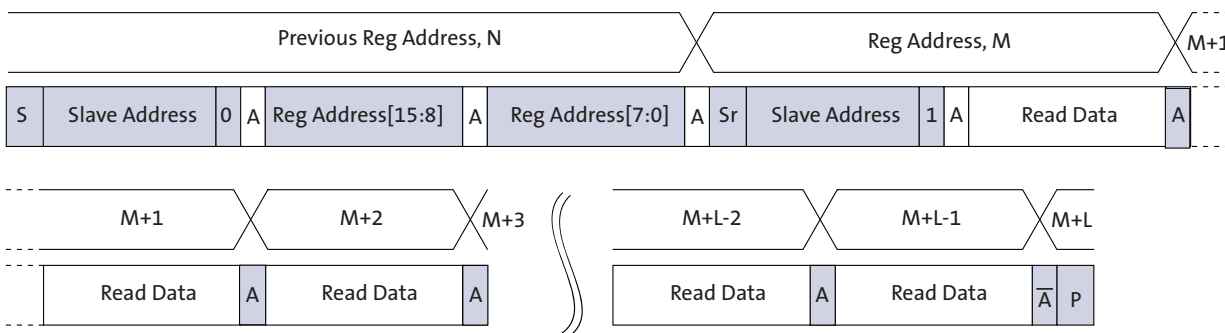 Previous Reg Address, N Reg Address, M M+1
S Slave Address 0 A Reg Address[15:8] A Reg Address[7:0] A Sr Slave Address 1 A Read Data A
M+1 M+2 M+3 M+L-2 M+L-1 M+L
Read Data A Read Data A Read Data A Read Data A̅ P